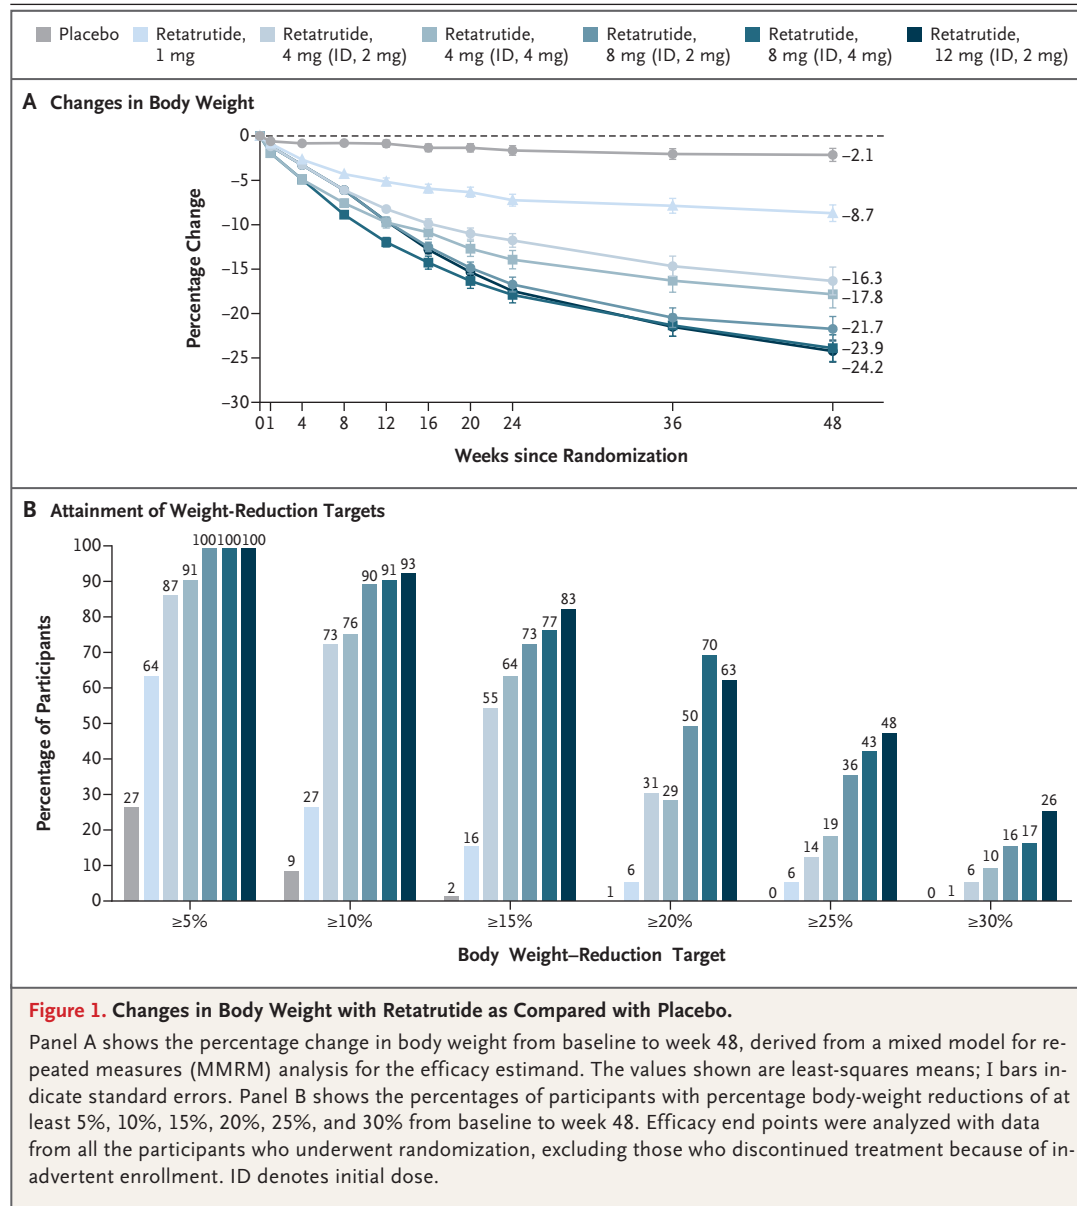 Placebo
Retatrutide,
1 mg
Retatrutide,
4 mg (ID, 2 mg)
Retatrutide,
4 mg (ID, 4 mg)
Retatrutide,
8 mg (ID, 2 mg)
Retatrutide,
8 mg (ID, 4 mg)
Retatrutide,
12 mg (ID, 2 mg)
A Changes in Body Weight
Percentage Change
0
−5
−10
−15
−20
−25
−30
−2.1
−8.7
−16.3
−17.8
−21.7
−23.9
−24.2
0 1 4 8 12 16 20 24 36 48
Weeks since Randomization
B Attainment of Weight-Reduction Targets
Percentage of Participants
100
90
80
70
60
50
40
30
20
10
0
27 64 87 91 100 100 100
9 27 73 76 90 91 93
2 16 55 64 73 77 83
1 6 31 29 50 70 63
0 6 14 19 36 43 48
0 1 6 10 16 17 26
≥5% ≥10% ≥15% ≥20% ≥25% ≥30%
Body Weight–Reduction Target
Figure 1. Changes in Body Weight with Retatrutide as Compared with Placebo.
Panel A shows the percentage change in body weight from baseline to week 48, derived from a mixed model for re-
peated measures (MMRM) analysis for the efficacy estimand. The values shown are least-squares means; I bars in-
dicate standard errors. Panel B shows the percentages of participants with percentage body-weight reductions of at
least 5%, 10%, 15%, 20%, 25%, and 30% from baseline to week 48. Efficacy end points were analyzed with data
from all the participants who underwent randomization, excluding those who discontinued treatment because of in-
advertent enrollment. ID denotes initial dose.